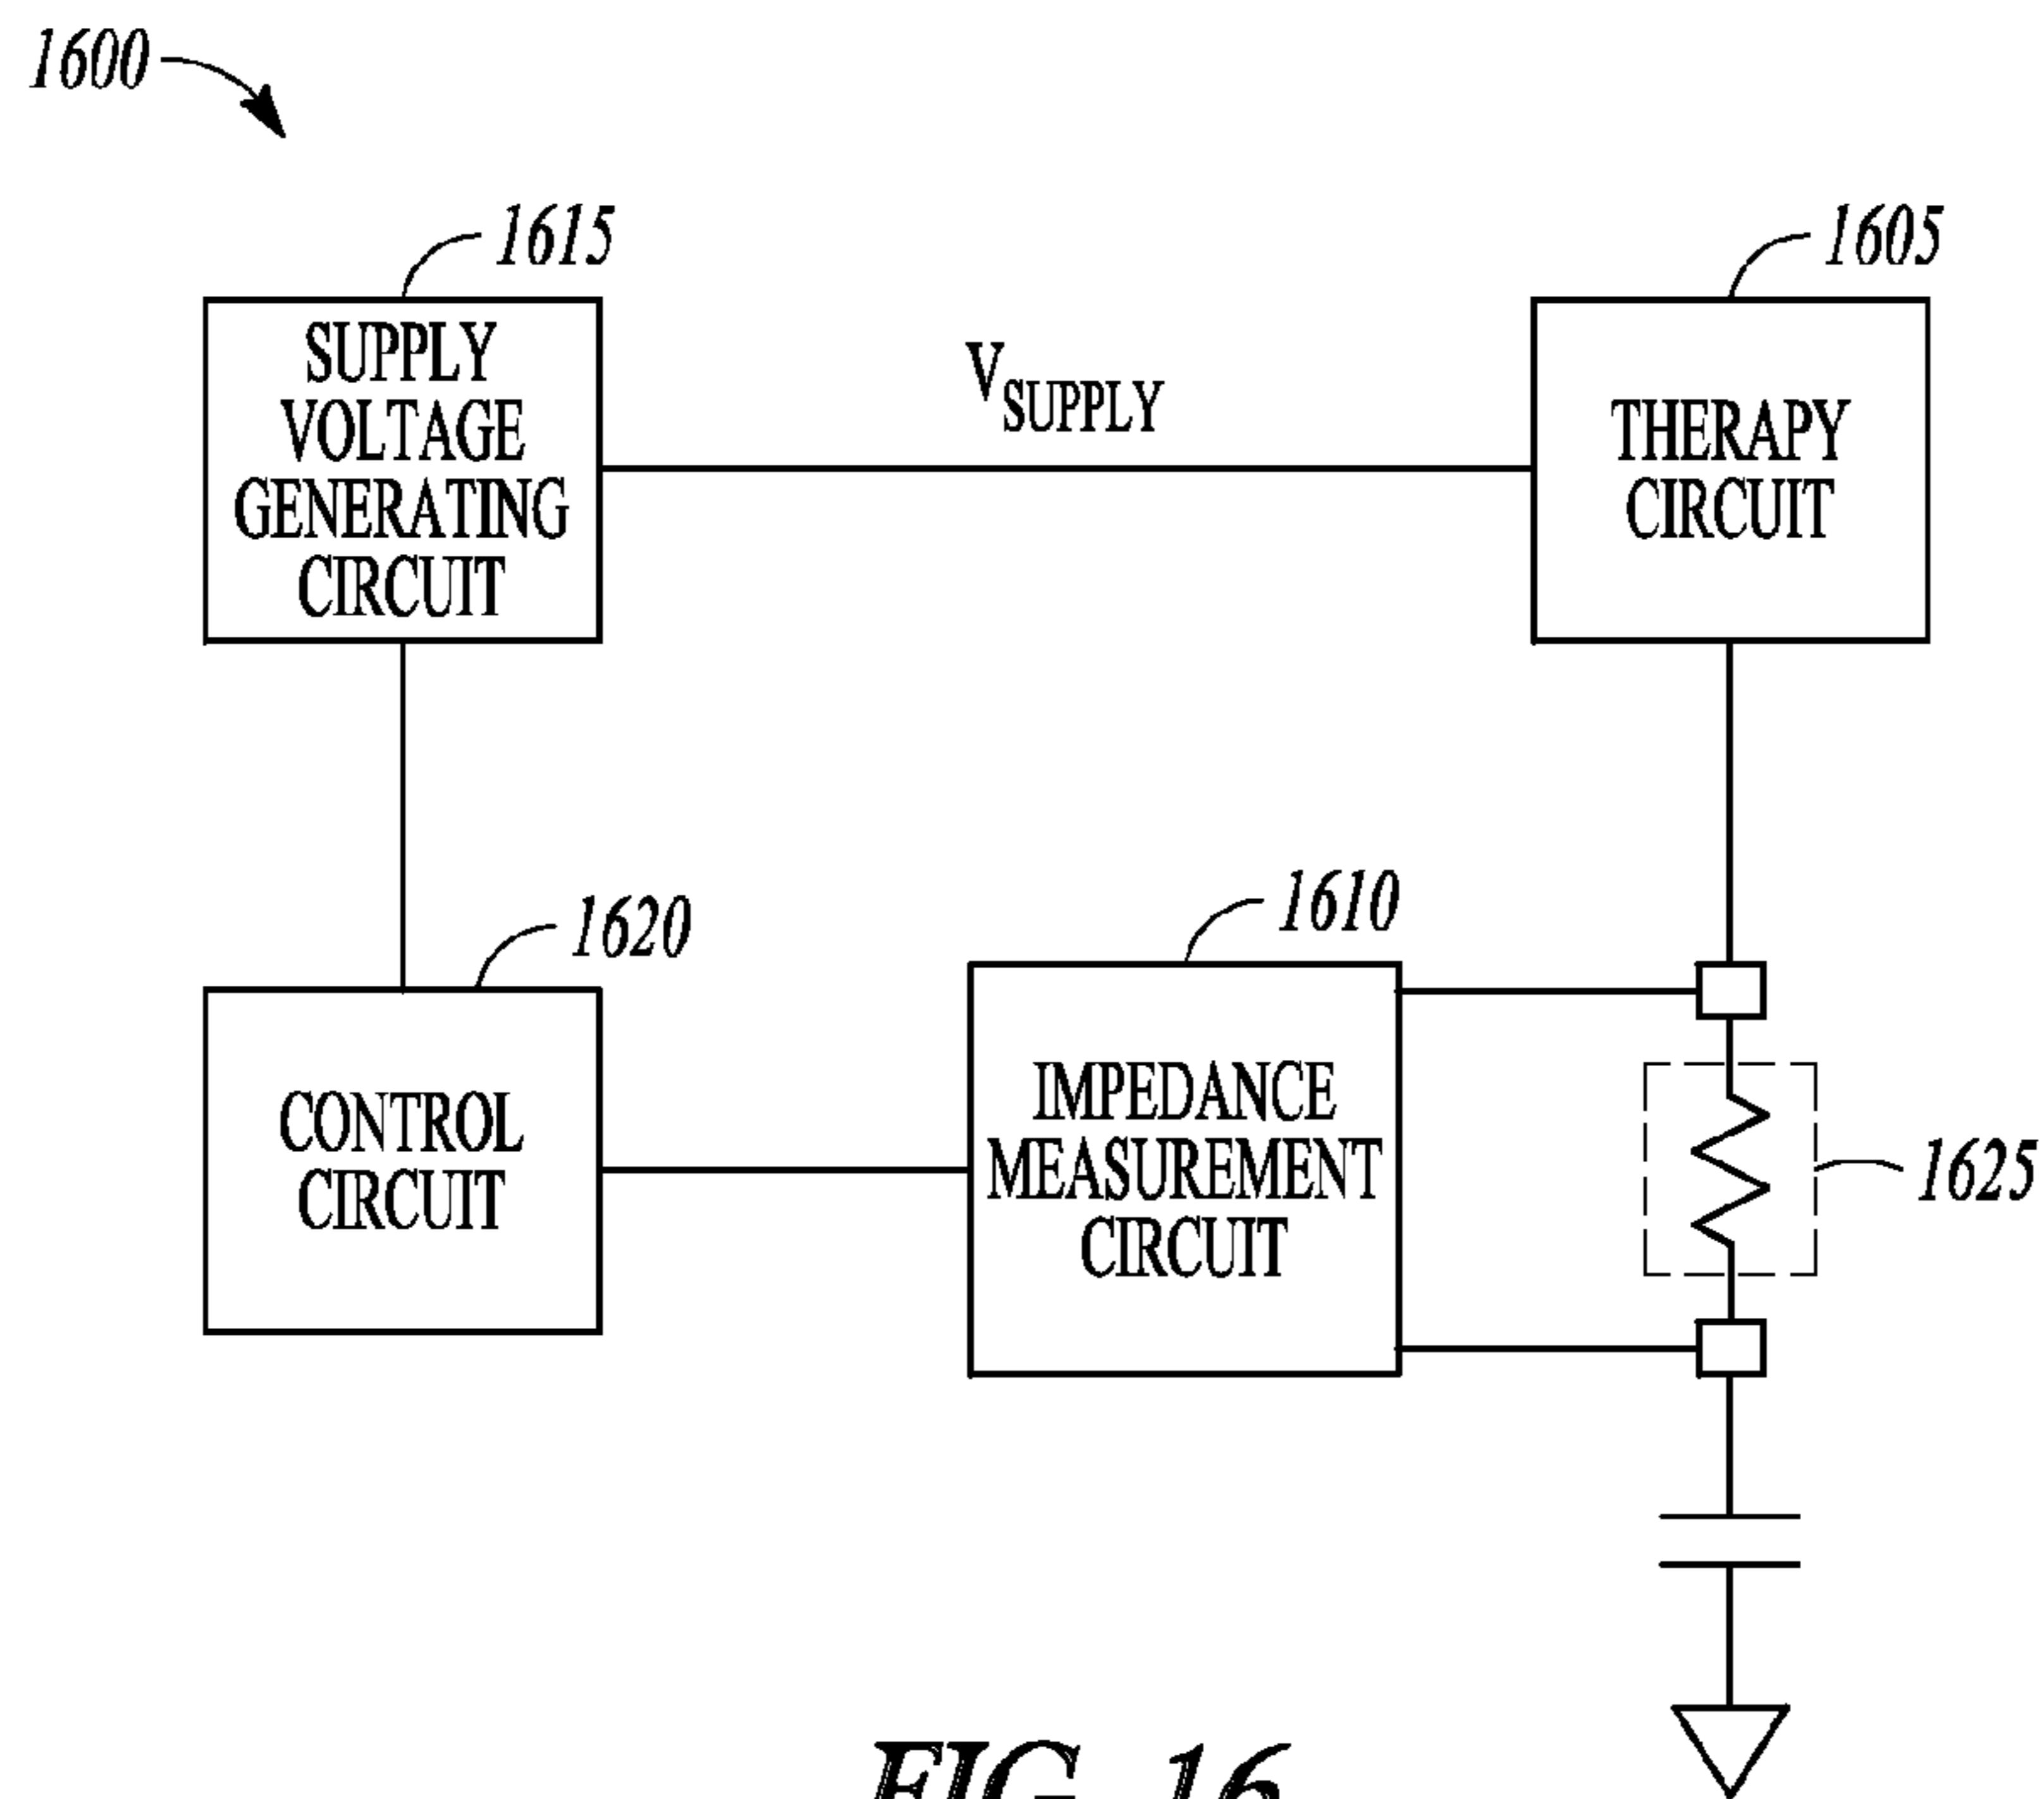 1600
1615
1605
SUPPLY
VOLTAGE
GENERATING
CIRCUIT
VSUPPLY
THERAPY
CIRCUIT
1620
1610
CONTROL
CIRCUIT
IMPEDANCE
MEASUREMENT
CIRCUIT
1625
FIG. 16